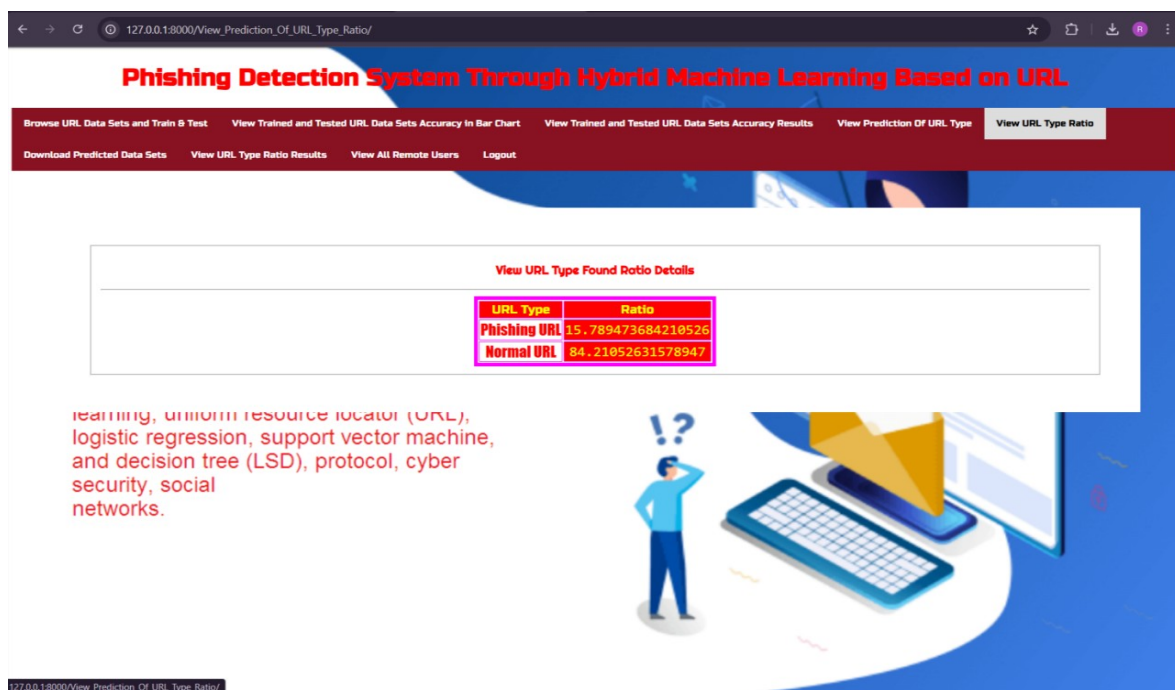 127.0.0.1:8000/View_Prediction_Of_URL_Type_Ratio/
R
Phishing Detection System Through Hybrid Machine Learning Based on URL
Browse URL Data Sets and Train & Test View Trained and Tested URL Data Sets Accuracy in Bar Chart View Trained and Tested URL Data Sets Accuracy Results View Prediction Of URL Type View URL Type Ratio
Download Predicted Data Sets View URL Type Ratio Results View All Remote Users Logout
View URL Type Found Ratio Details
URL Type Ratio
Phishing URL 15.789473684210526
Normal URL 84.21052631578947
learning, uniform resource locator (URL),
logistic regression, support vector machine,
and decision tree (LSD), protocol, cyber
security, social
networks.
!?
127.0.0.1:8000/View_Prediction_Of_URL_Type_Ratio/